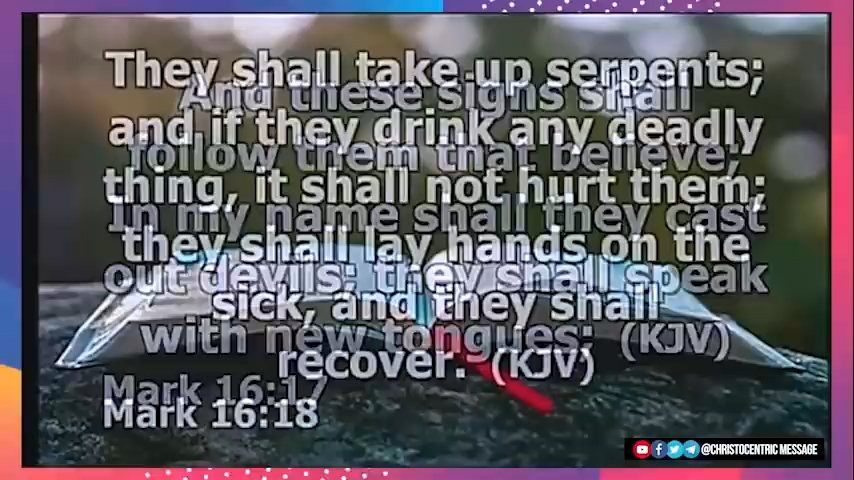 They shall take up serpents;
and if they drink any deadly
thing, it shall not hurt them;
they shall lay hands on the
sick, and they shall
recover. (KJV)
Mark 16:18
And these signs shall
follow them that believe;
In my name shall they cast
out devils; they shall speak
with new tongues; (KJV)
Mark 16:17
@CHRISTOCENTRIC MESSAGE